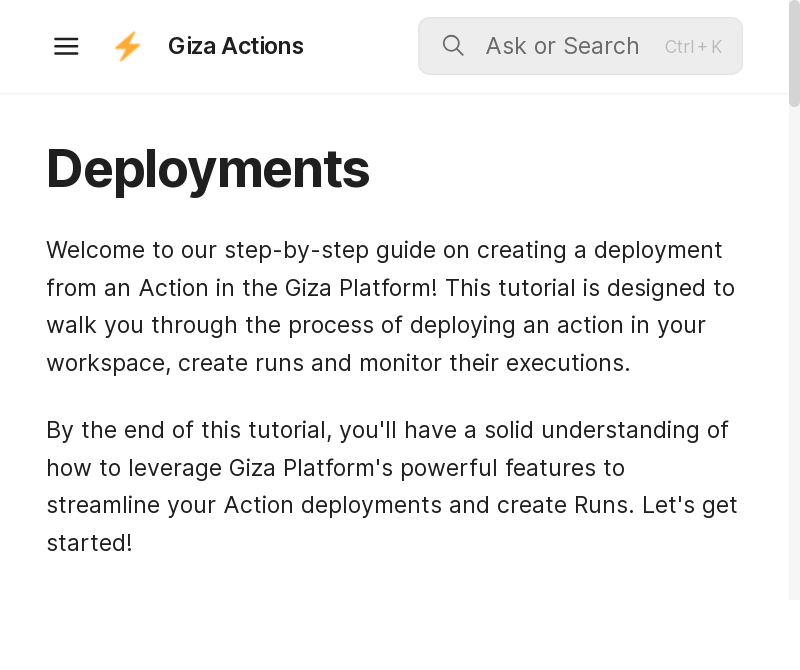 Giza Actions
Ask or Search
Ctrl + K
Deployments
Welcome to our step-by-step guide on creating a deployment
from an Action in the Giza Platform! This tutorial is designed to
walk you through the process of deploying an action in your
workspace, create runs and monitor their executions.
By the end of this tutorial, you'll have a solid understanding of
how to leverage Giza Platform's powerful features to
streamline your Action deployments and create Runs. Let's get
started!